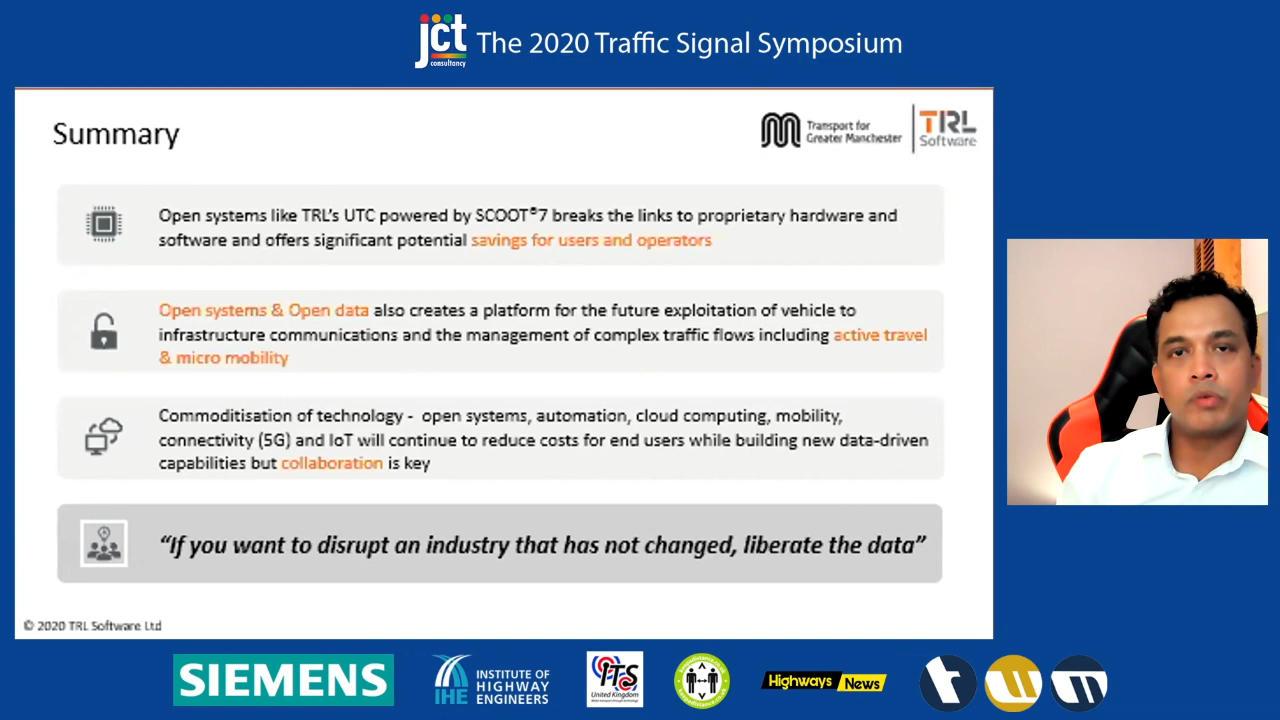 jct
consultancy
The 2020 Traffic Signal Symposium
Summary
Transport for
Greater Manchester
TRL
Software
Open systems like TRL's UTC powered by SCOOT®7 breaks the links to proprietary hardware and
software and offers significant potential savings for users and operators
Open systems & Open data also creates a platform for the future exploitation of vehicle to
infrastructure communications and the management of complex traffic flows including active travel
& micro mobility
Commoditisation of technology - open systems, automation, cloud computing, mobility,
connectivity (5G) and IoT will continue to reduce costs for end users while building new data-driven
capabilities but collaboration is key
“If you want to disrupt an industry that has not changed, liberate the data”
© 2020 TRL Software Ltd
SIEMENS
IHE
INSTITUTE OF
HIGHWAY
ENGINEERS
ITS
United Kingdom
Highways News